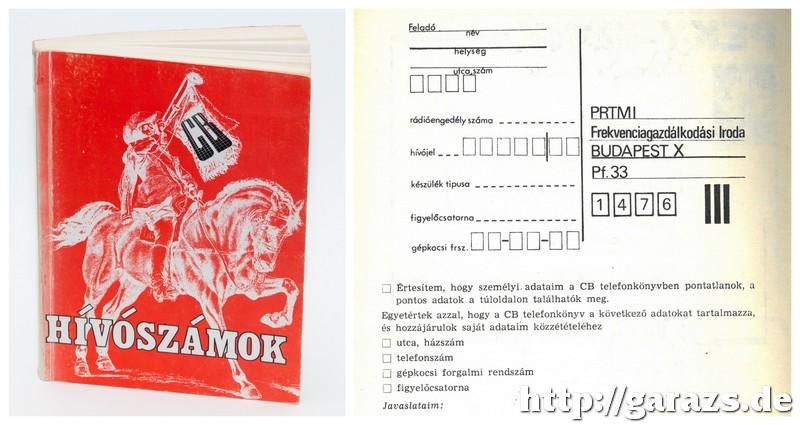 CB
HÍVÓSZÁMOK
Feladó
név
helység
utca,szám
rádióengedély száma
hívójel
készülék tipusa
figyelőcsatorna
gépkocsi frsz.
PRTMI
Frekvenciagazdálkodási Iroda
BUDAPEST X
Pf. 33
1476
Értesítem, hogy személyi adataim a CB telefonkönyvben pontatlanok, a
pontos adatok a túloldalon találhatók meg.
Egyetértek azzal, hogy a CB telefonkönyv a következő adatokat tartalmazza,
és hozzájárulok saját adataim közzétételéhez
utca, házszám
telefonszám
gépkocsi forgalmi rendszám
figyelőcsatorna
Javaslataim:
http://garazs.de